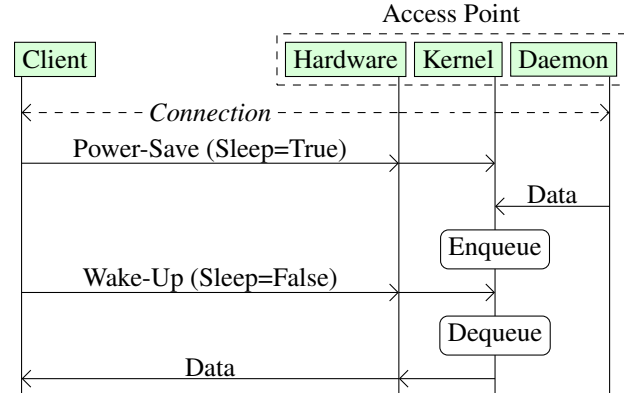 Access Point
Client Hardware Kernel Daemon
Connection
Power-Save (Sleep=True)
Data
Enqueue
Wake-Up (Sleep=False)
Dequeue
Data